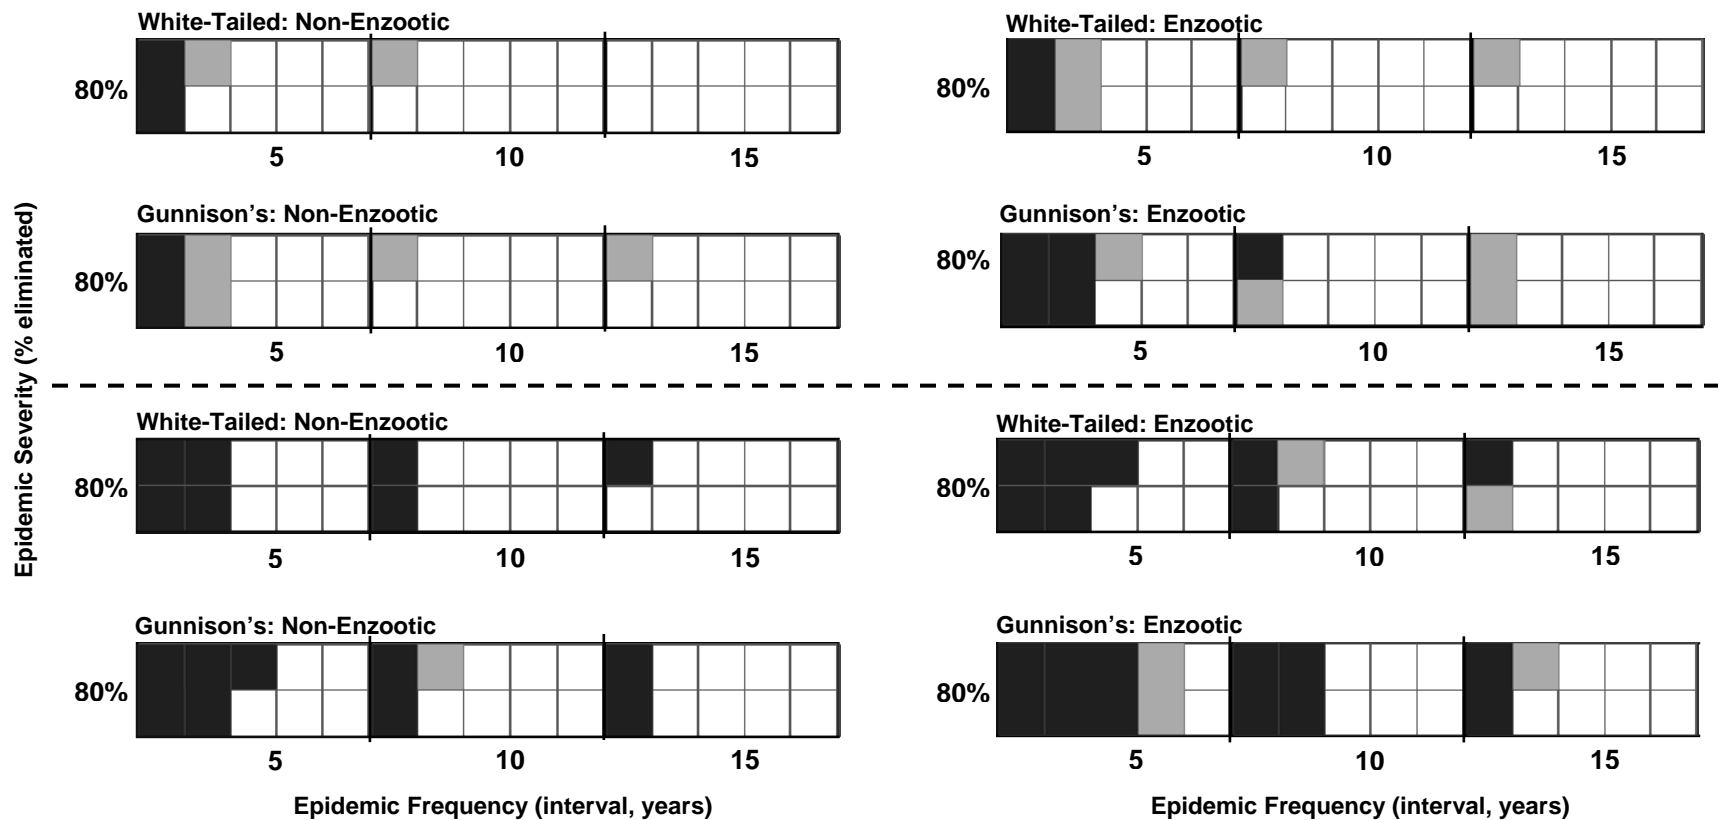 White-Tailed: Non-Enzootic
80%
5 10 15
White-Tailed: Enzootic
80%
5 10 15
Gunnison's: Non-Enzootic
80%
5 10 15
Gunnison's: Enzootic
80%
5 10 15
Epidemic Severity (% eliminated)
White-Tailed: Non-Enzootic
80%
5 10 15
White-Tailed: Enzootic
80%
5 10 15
Gunnison's: Non-Enzootic
80%
5 10 15
Gunnison's: Enzootic
80%
5 10 15
Epidemic Frequency (interval, years)
Epidemic Frequency (interval, years)